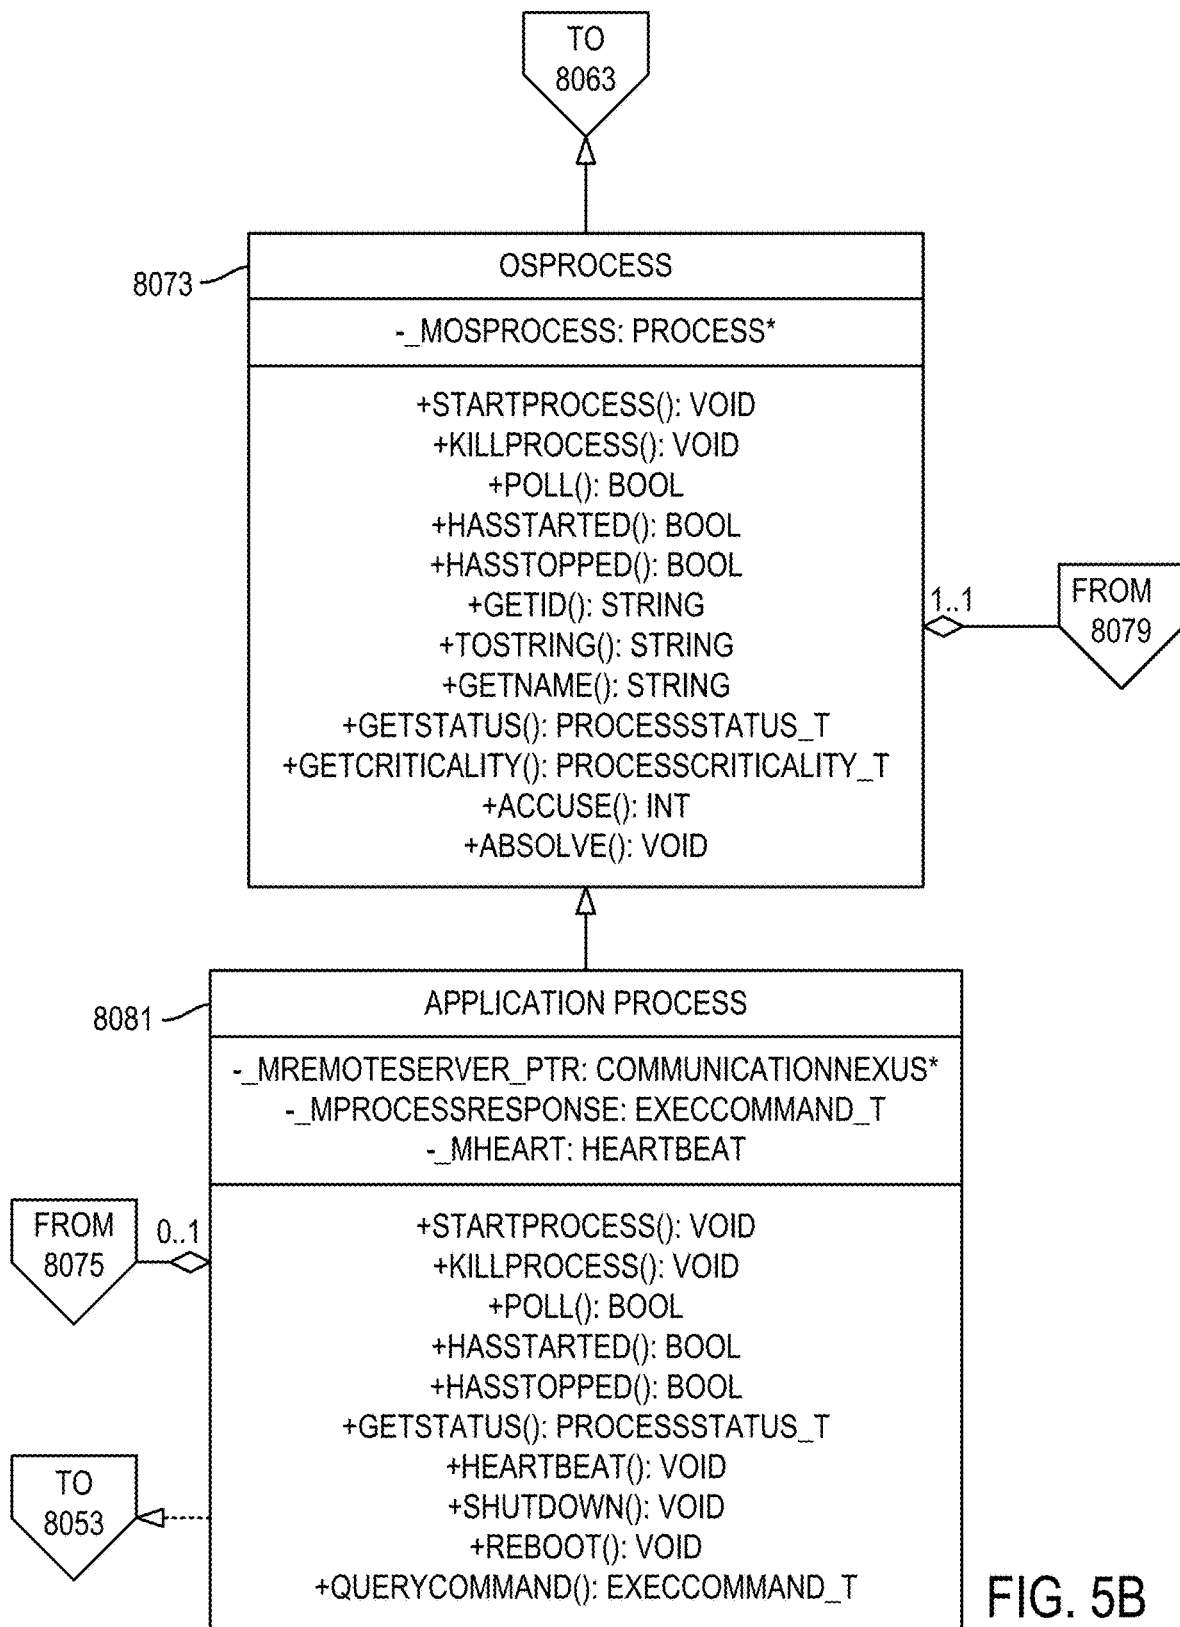 TO
8063
OSPROCESS
8073
-_MOSPROCESS: PROCESS*
+STARTPROCESS(): VOID
+KILLPROCESS(): VOID
+POLL(): BOOL
+HASSTARTED(): BOOL
+HASSTOPPED(): BOOL
+GETID(): STRING
+TOSTRING(): STRING
+GETNAME(): STRING
+GETSTATUS(): PROCESSSTATUS_T
+GETCRITICALITY(): PROCESSCRITICALITY_T
+ACCUSE(): INT
+ABSOLVE(): VOID
1..1
FROM
8079
APPLICATION PROCESS
8081
-_MREMOTESERVER_PTR: COMMUNICATIONNEXUS*
-_MPROCESSRESPONSE: EXECCOMMAND_T
-_MHEART: HEARTBEAT
FROM
8075
0..1
+STARTPROCESS(): VOID
+KILLPROCESS(): VOID
+POLL(): BOOL
+HASSTARTED(): BOOL
+HASSTOPPED(): BOOL
+GETSTATUS(): PROCESSSTATUS_T
+HEARTBEAT(): VOID
+SHUTDOWN(): VOID
+REBOOT(): VOID
+QUERYCOMMAND(): EXECCOMMAND_T
TO
8053
FIG. 5B